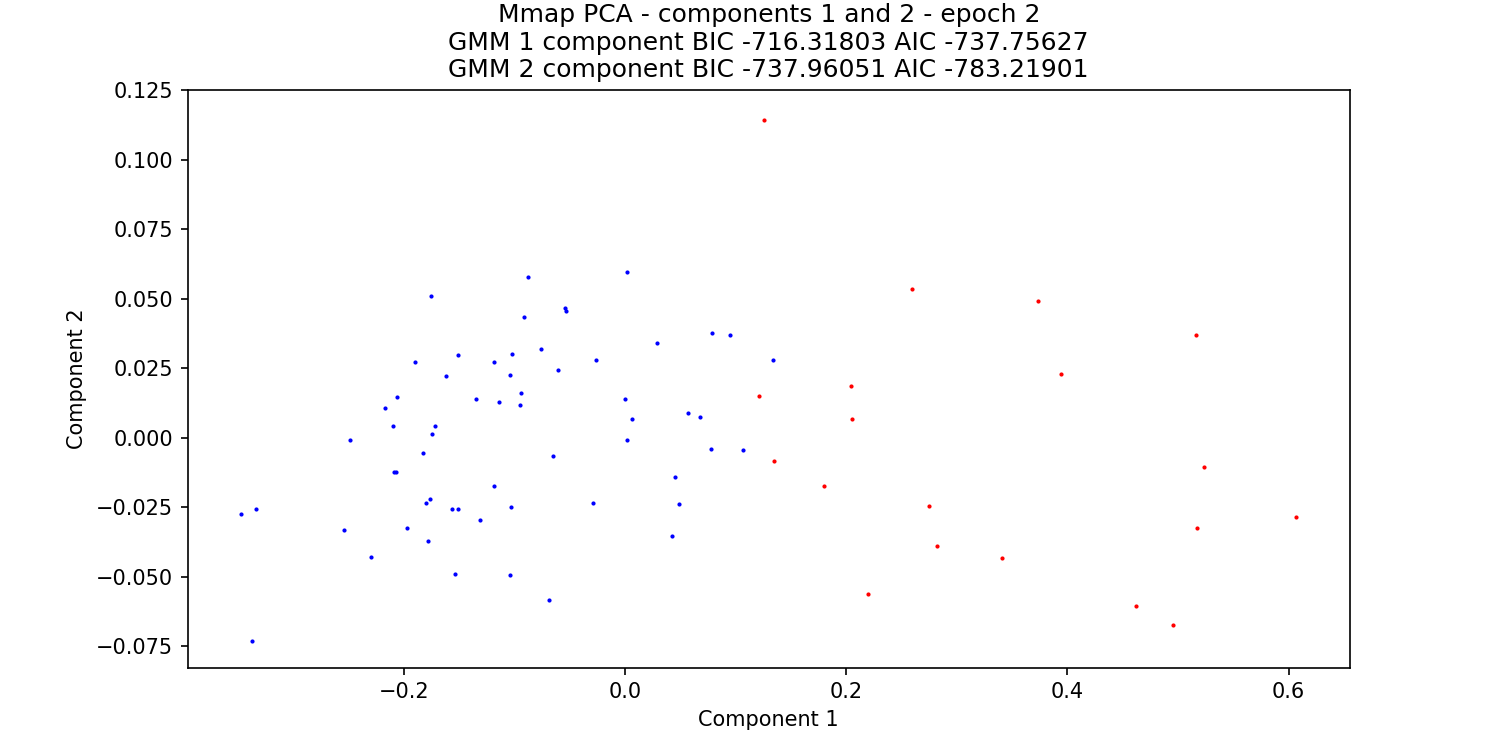 Mmap PCA - components 1 and 2 - epoch 2
GMM 1 component BIC -716.31803 AIC -737.75627
GMM 2 component BIC -737.96051 AIC -783.21901
0.125
0.100
0.075
0.050
0.025
0.000
−0.025
−0.050
−0.075
Component 2
−0.2
0.0
0.2
0.4
0.6
Component 1